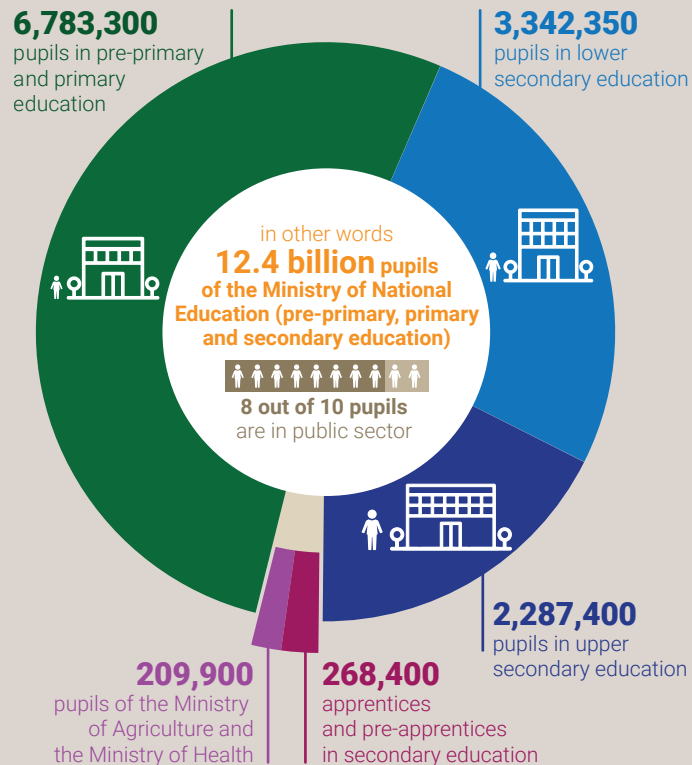 6,783,300
pupils in pre-primary
and primary
education
3,342,350
pupils in lower
secondary education
in other words
12.4 billion pupils
of the Ministry of National
Education (pre-primary, primary
and secondary education)
8 out of 10 pupils
are in public sector
2,287,400
pupils in upper
secondary education
209,900
pupils of the Ministry
of Agriculture and
the Ministry of Health
268,400
apprentices
and pre-apprentices
in secondary education